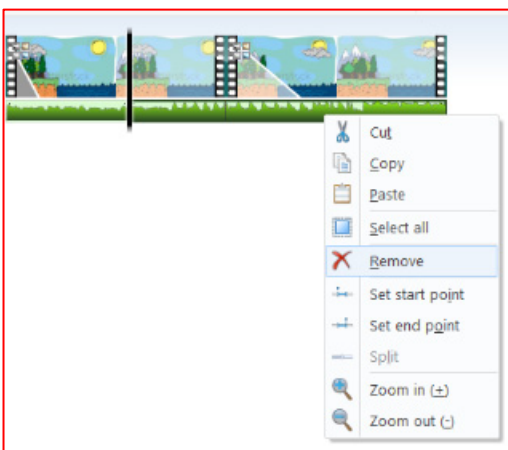 Cut
Copy
Paste
Select all
Remove
Set start point
Set end point
Split
Zoom in (+)
Zoom out (-)